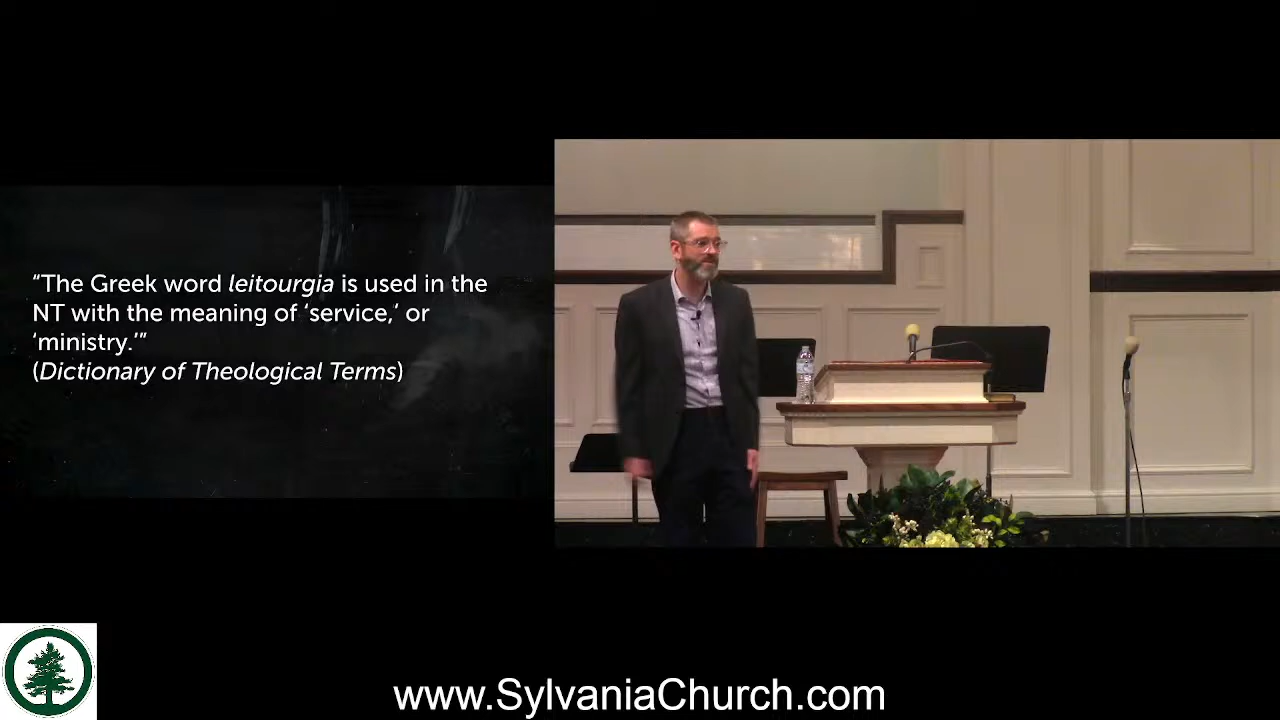 “The Greek word leitourgia is used in the
NT with the meaning of ‘service,‘ or
‘ministry.’”
(Dictionary of Theological Terms)
www.SylvaniaChurch.com